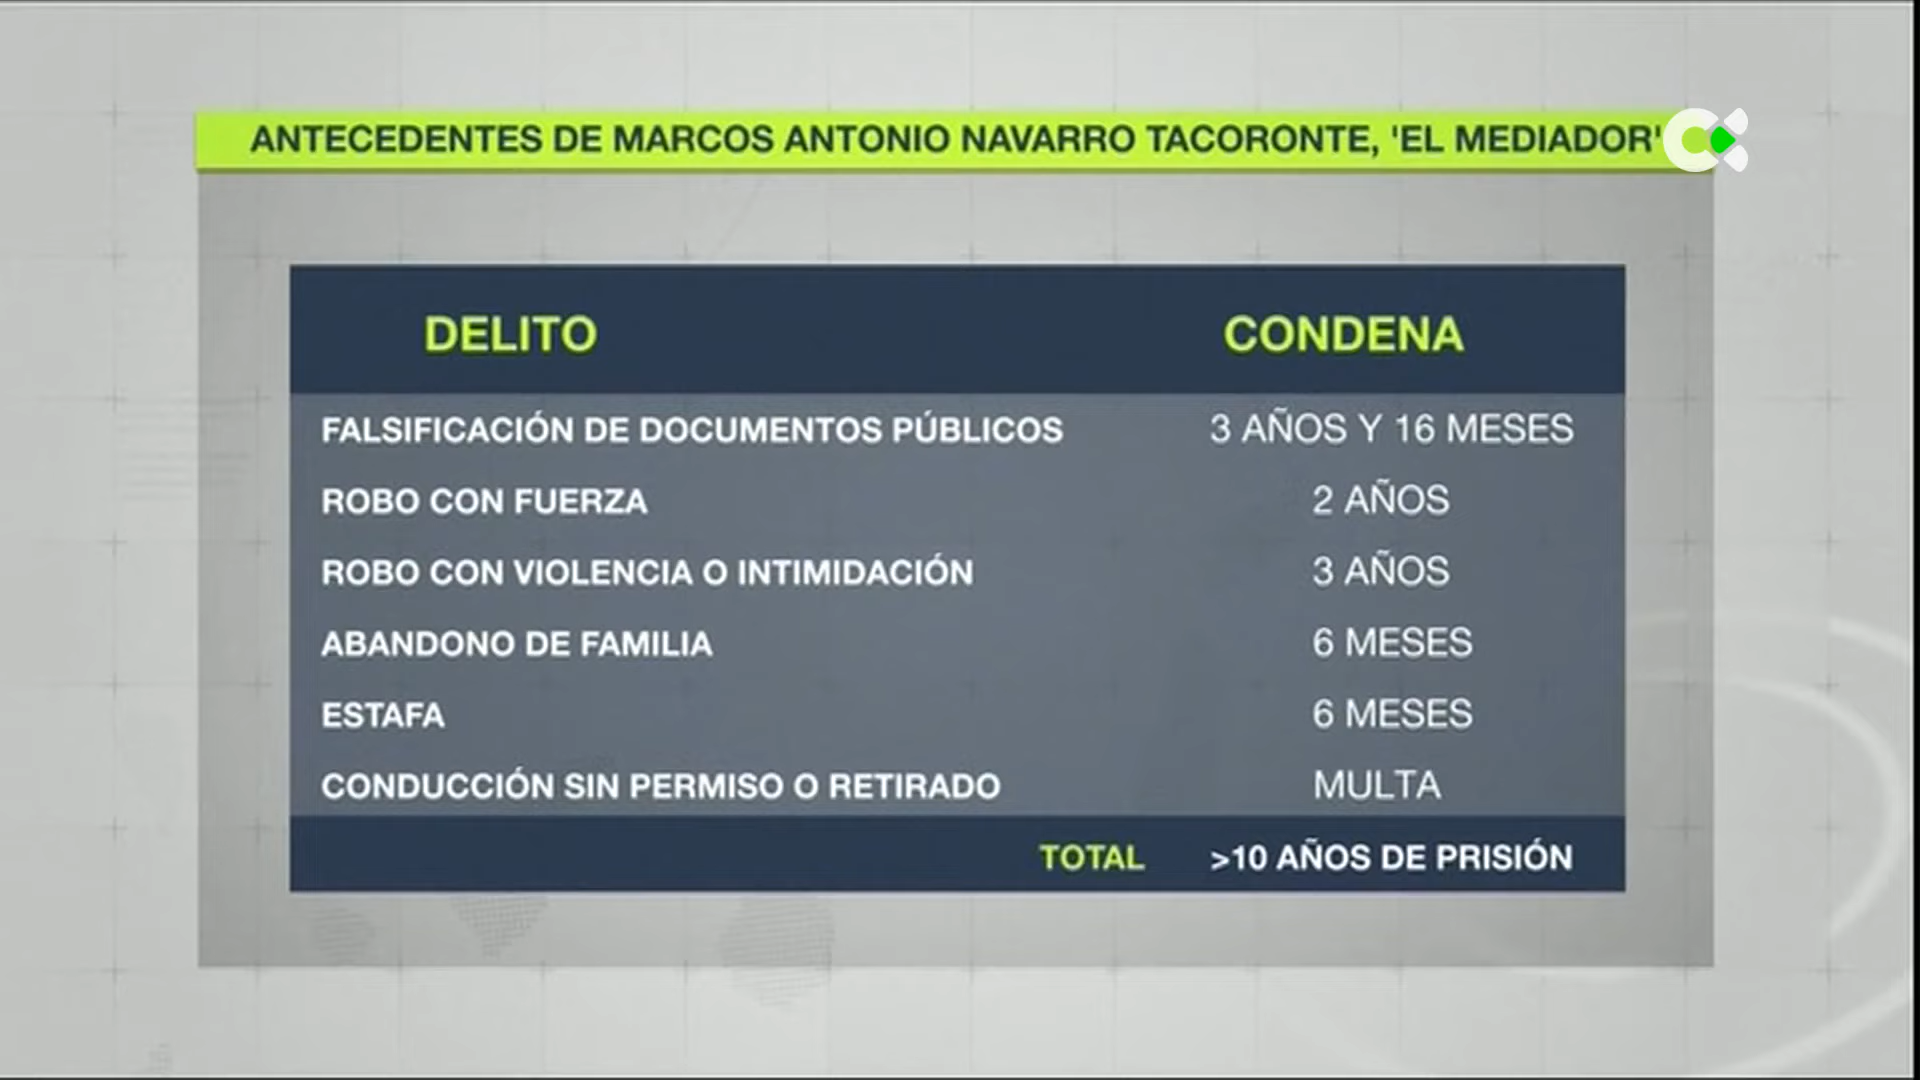 ANTECEDENTES DE MARCOS ANTONIO NAVARRO TACORONTE, 'EL MEDIADOR'
DELITO CONDENA
FALSIFICACIÓN DE DOCUMENTOS PÚBLICOS 3 AÑOS Y 16 MESES
ROBO CON FUERZA 2 AÑOS
ROBO CON VIOLENCIA O INTIMIDACIÓN 3 AÑOS
ABANDONO DE FAMILIA 6 MESES
ESTAFA 6 MESES
CONDUCCIÓN SIN PERMISO O RETIRADO MULTA
TOTAL >10 AÑOS DE PRISIÓN